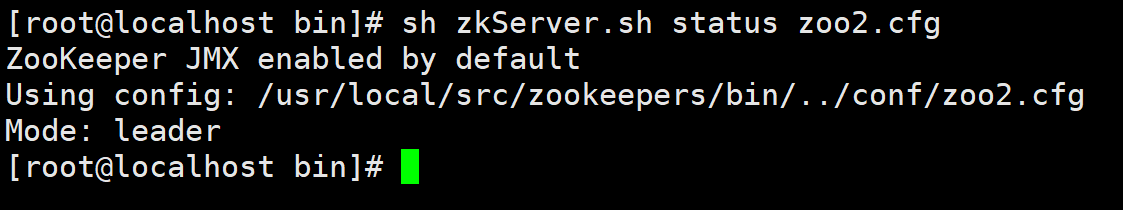 [root@localhost bin]# sh zkServer.sh status zoo2.cfg
ZooKeeper JMX enabled by default
Using config: /usr/local/src/zookeepers/bin/../conf/zoo2.cfg
Mode: leader
[root@localhost bin]#